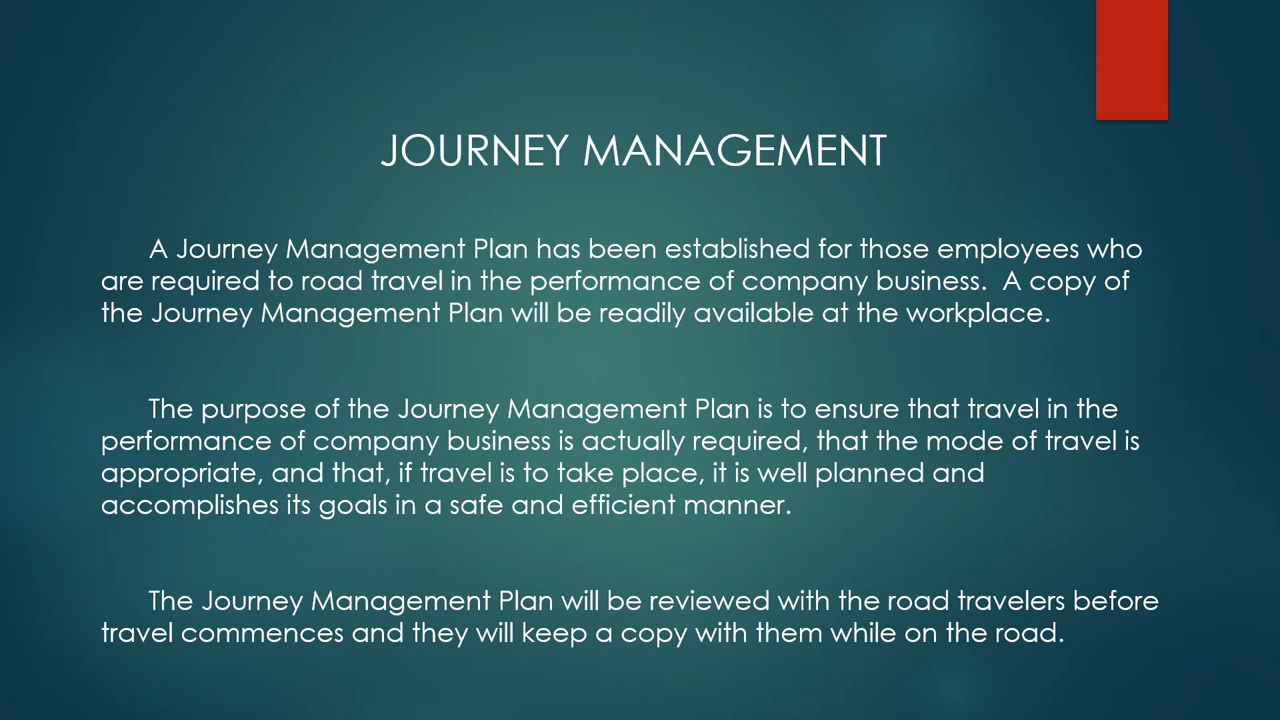 JOURNEY MANAGEMENT
A Journey Management Plan has been established for those employees who
are required to road travel in the performance of company business.  A copy of
the Journey Management Plan will be readily available at the workplace.
The purpose of the Journey Management Plan is to ensure that travel in the
performance of company business is actually required, that the mode of travel is
appropriate, and that, if travel is to take place, it is well planned and
accomplishes its goals in a safe and efficient manner.
The Journey Management Plan will be reviewed with the road travelers before
travel commences and they will keep a copy with them while on the road.